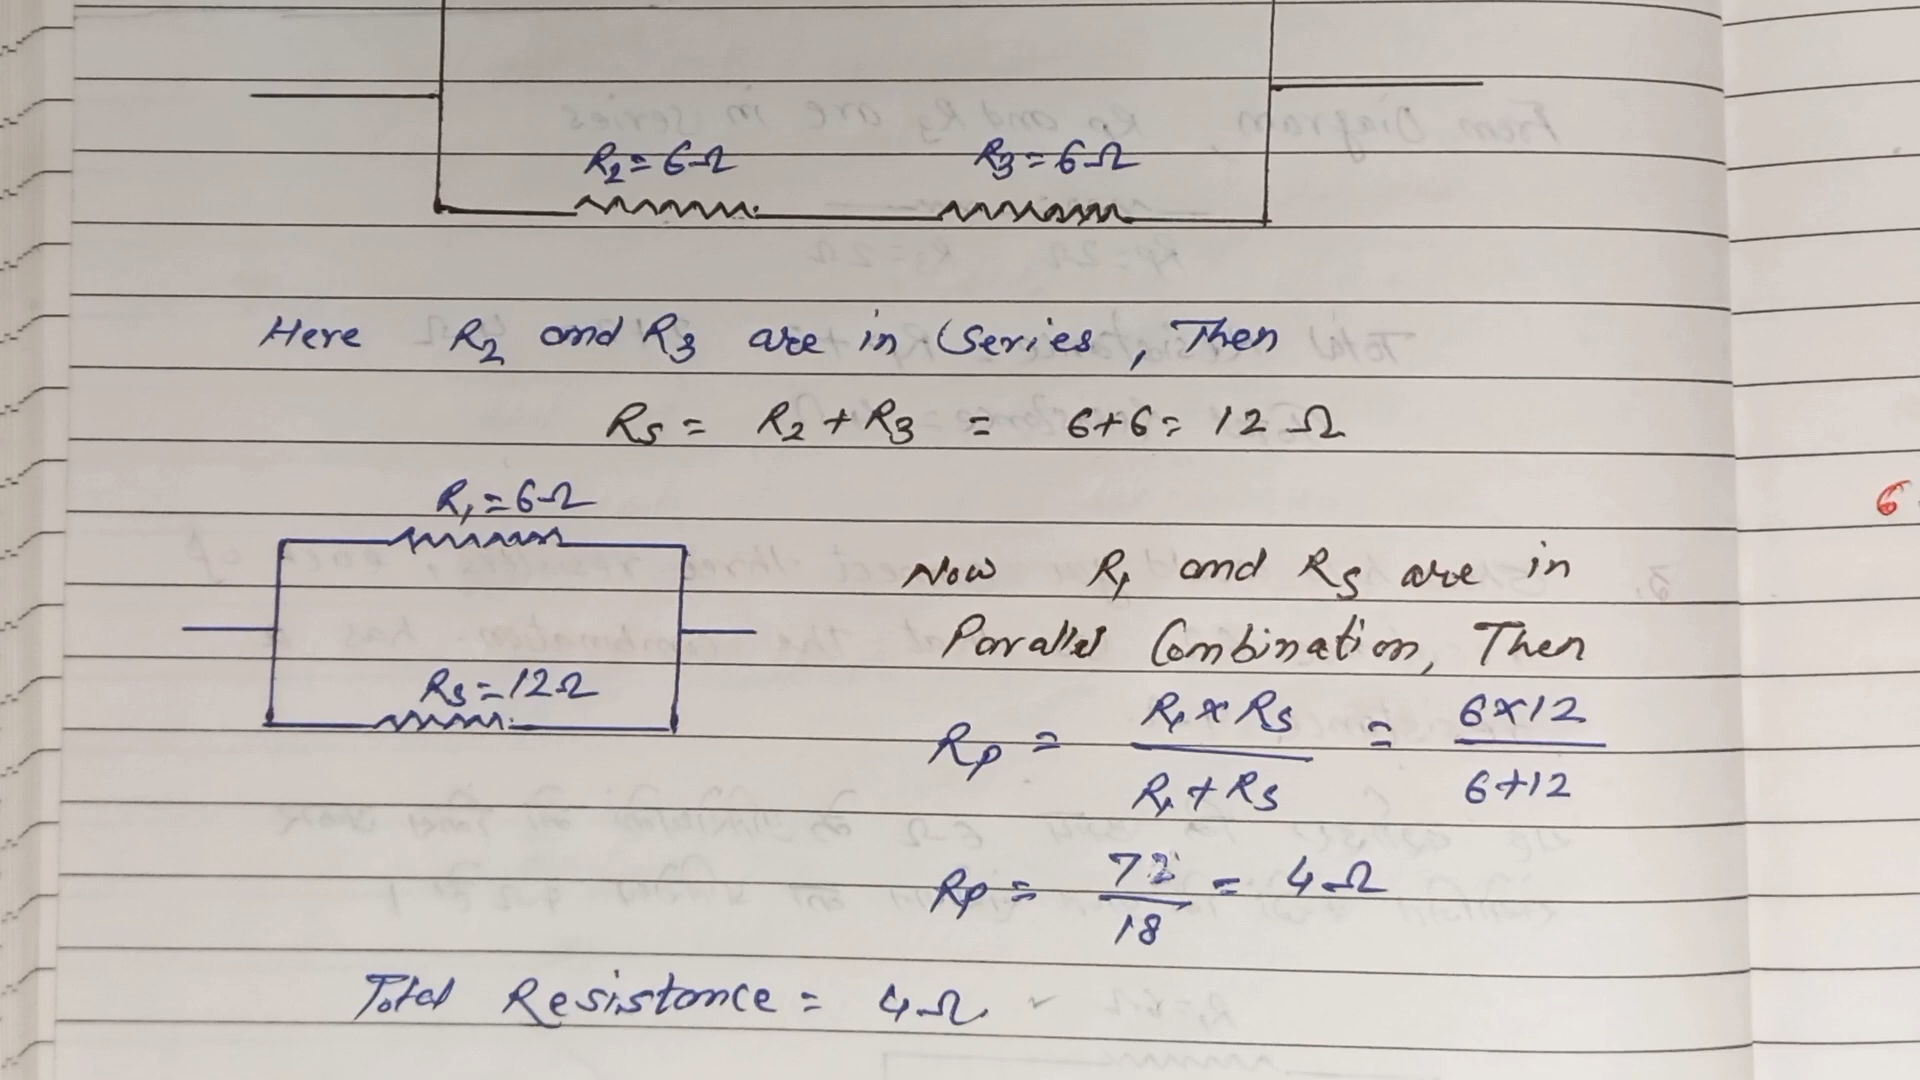 R₂ = 6Ω R₃ = 6Ω
Here R₂ and R₃ are in Series, Then
Rs = R₂ + R₃ = 6+6 = 12 Ω
R₁ = 6Ω
6
Now R₁ and Rs are in
Parallel Combination, Then
Rs = 12Ω
Rp = R₁ × Rs / R₁ + Rs = 6×12 / 6+12
Rp = 72 / 18 = 4Ω
Total Resistance = 4Ω